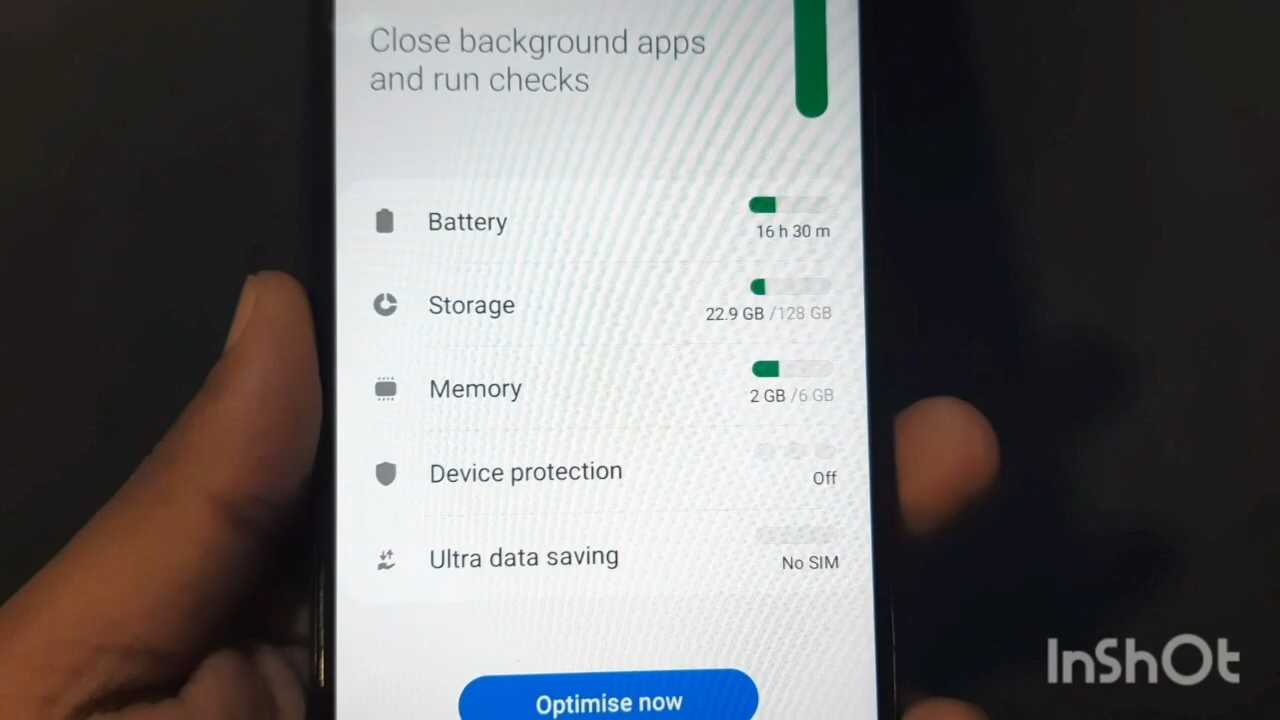 Close background apps
and run checks
Battery
16 h 30 m
Storage
22.9 GB /128 GB
Memory
2 GB /6 GB
Device protection
Off
Ultra data saving
No SIM
Optimise now
InShOt